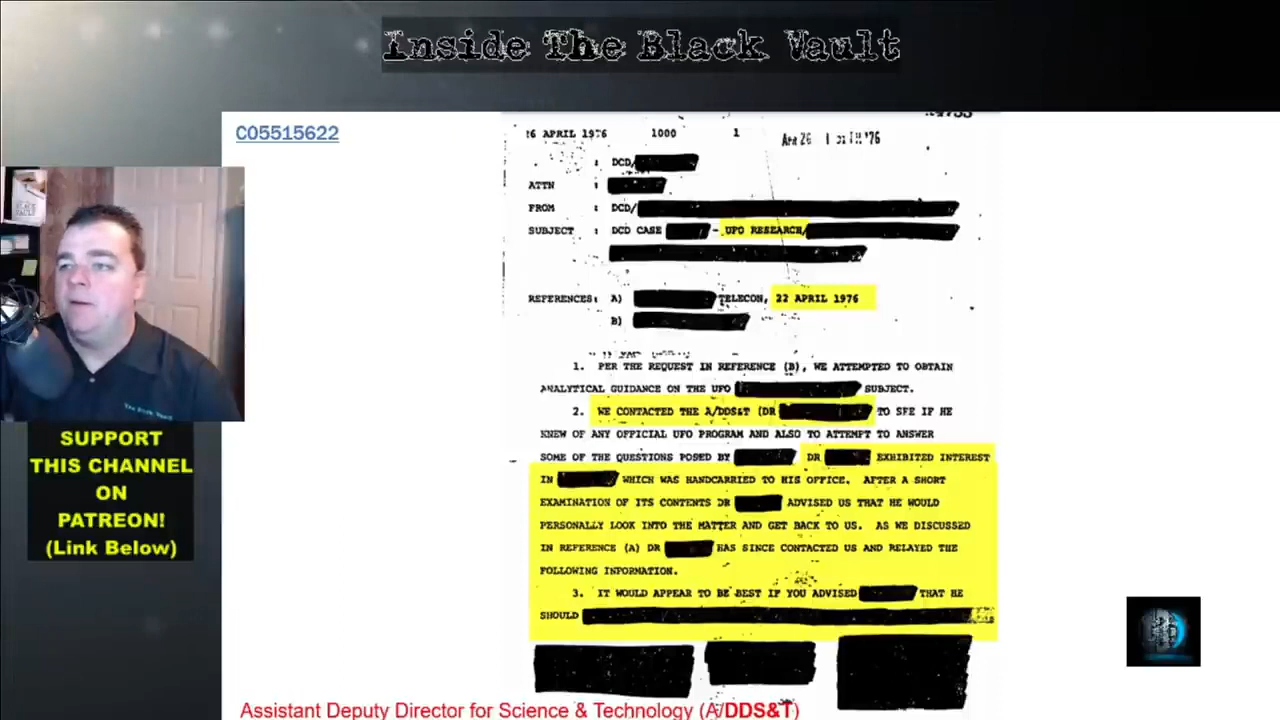 Inside The Black Vault
C05515622
26 APRIL 1976 1000 1
: DCD/
ATTN :
FROM : DCD/
SUBJECT : DCD CASE - UFO RESEARCH/
REFERENCES: A) TELECON, 22 APRIL 1976
B)
1. PER THE REQUEST IN REFERENCE (B), WE ATTEMPTED TO OBTAIN
ANALYTICAL GUIDANCE ON THE UFO SUBJECT.
2. WE CONTACTED THE A/DDS&T (DR TO SEE IF HE
KNEW OF ANY OFFICIAL UFO PROGRAM AND ALSO TO ATTEMPT TO ANSWER
SOME OF THE QUESTIONS POSED BY DR EXHIBITED INTEREST
IN WHICH WAS HANDCARRIED TO HIS OFFICE. AFTER A SHORT
EXAMINATION OF ITS CONTENTS DR ADVISED US THAT HE WOULD
PERSONALLY LOOK INTO THE MATTER AND GET BACK TO US. AS WE DISCUSSED
IN REFERENCE (A) DR HAS SINCE CONTACTED US AND RELAYED THE
FOLLOWING INFORMATION.
3. IT WOULD APPEAR TO BE BEST IF YOU ADVISED THAT HE
SHOULD
SUPPORT
THIS CHANNEL
ON
PATREON!
(Link Below)
Assistant Deputy Director for Science & Technology (A/DDS&T)